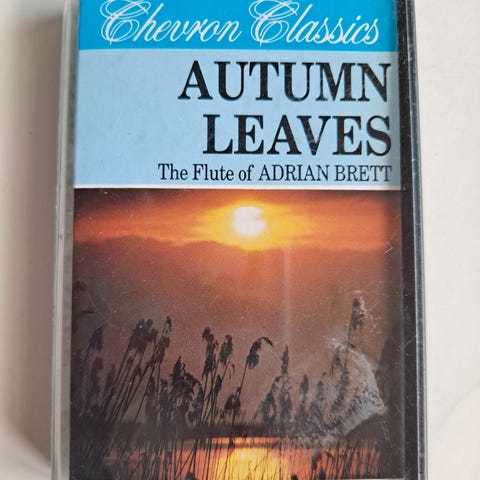 Chevron Classics
AUTUMN
LEAVES
The Flute of ADRIAN BRETT